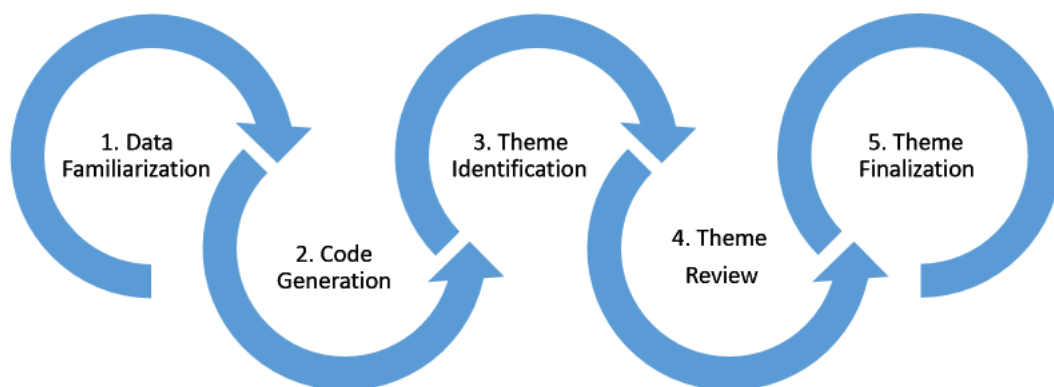 1. Data
Familiarization
2. Code
Generation
3. Theme
Identification
4. Theme
Review
5. Theme
Finalization